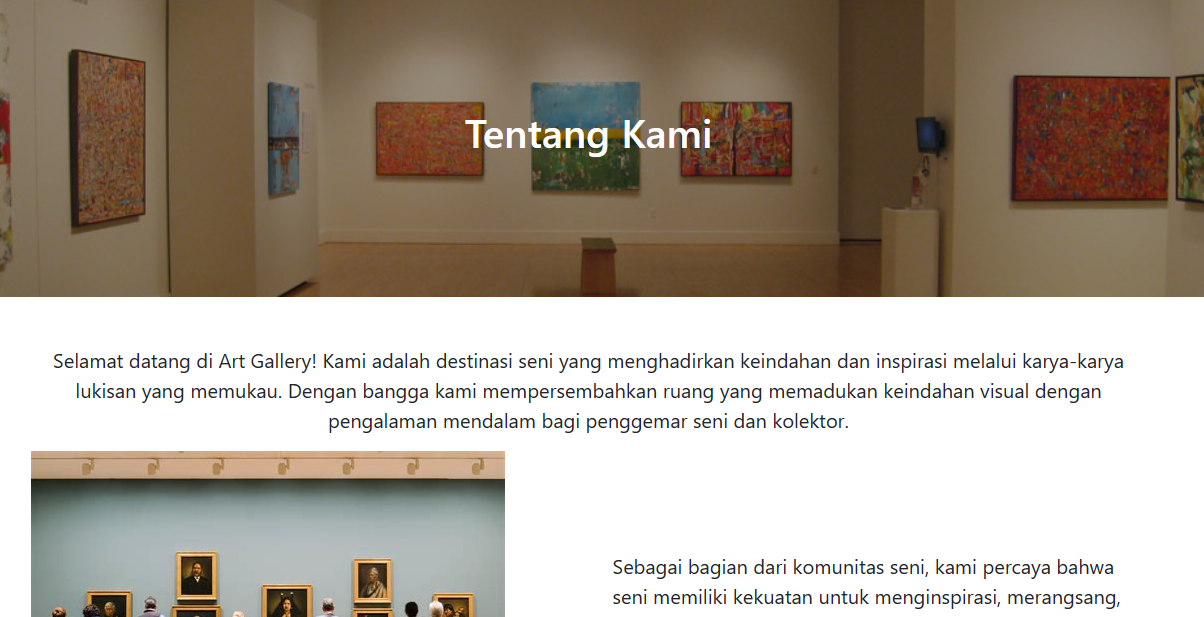 Tentang Kami
Selamat datang di Art Gallery! Kami adalah destinasi seni yang menghadirkan keindahan dan inspirasi melalui karya-karya
lukisan yang memukau. Dengan bangga kami mempersembahkan ruang yang memadukan keindahan visual dengan
pengalaman mendalam bagi penggemar seni dan kolektor.
Sebagai bagian dari komunitas seni, kami percaya bahwa
seni memiliki kekuatan untuk menginspirasi, merangsang,